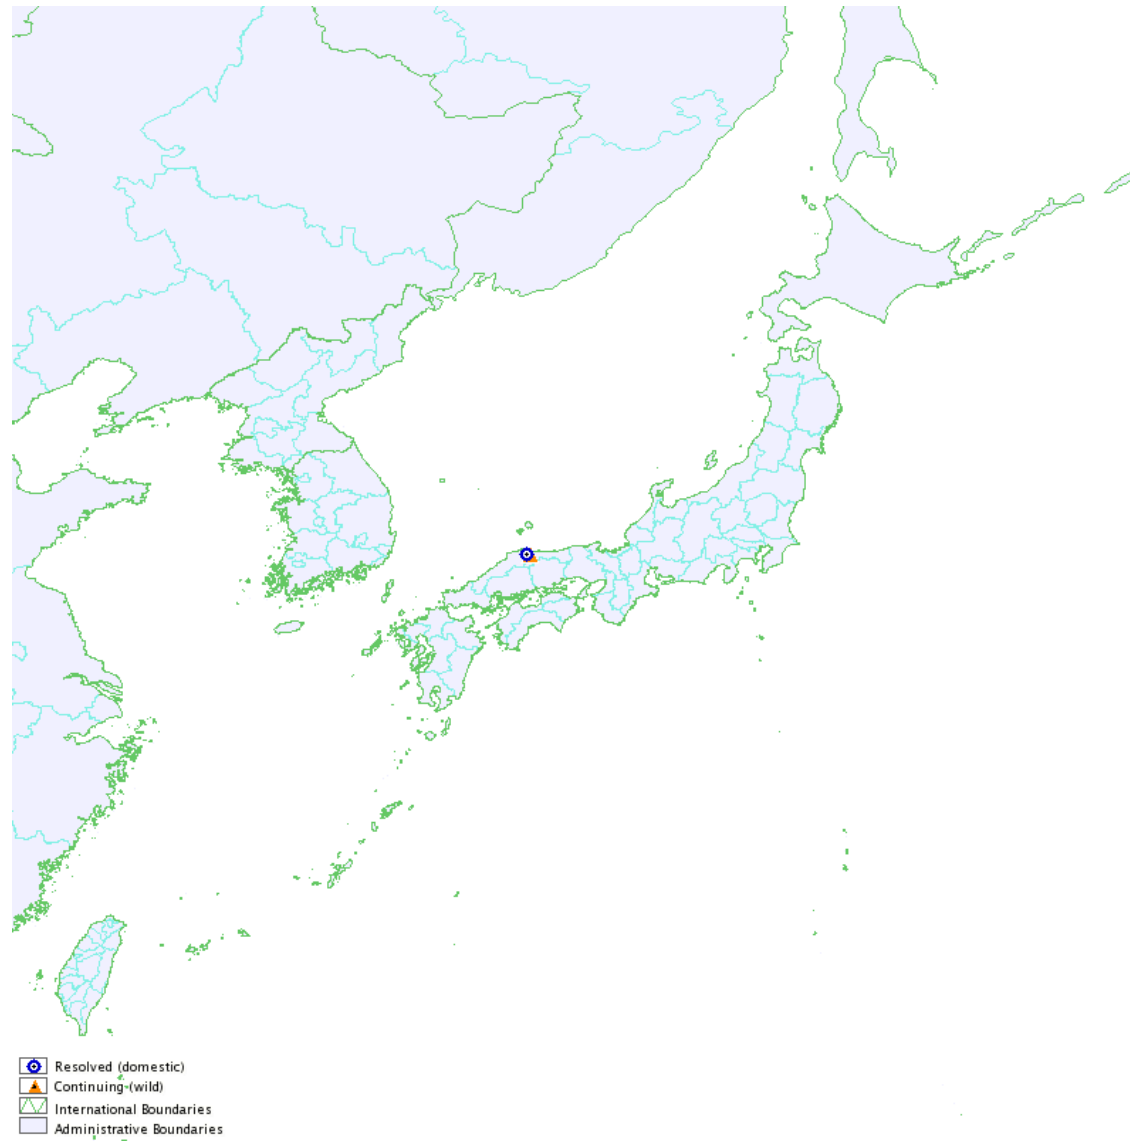 Resolved (domestic)
Continuing (wild)
International Boundaries
Administrative Boundaries